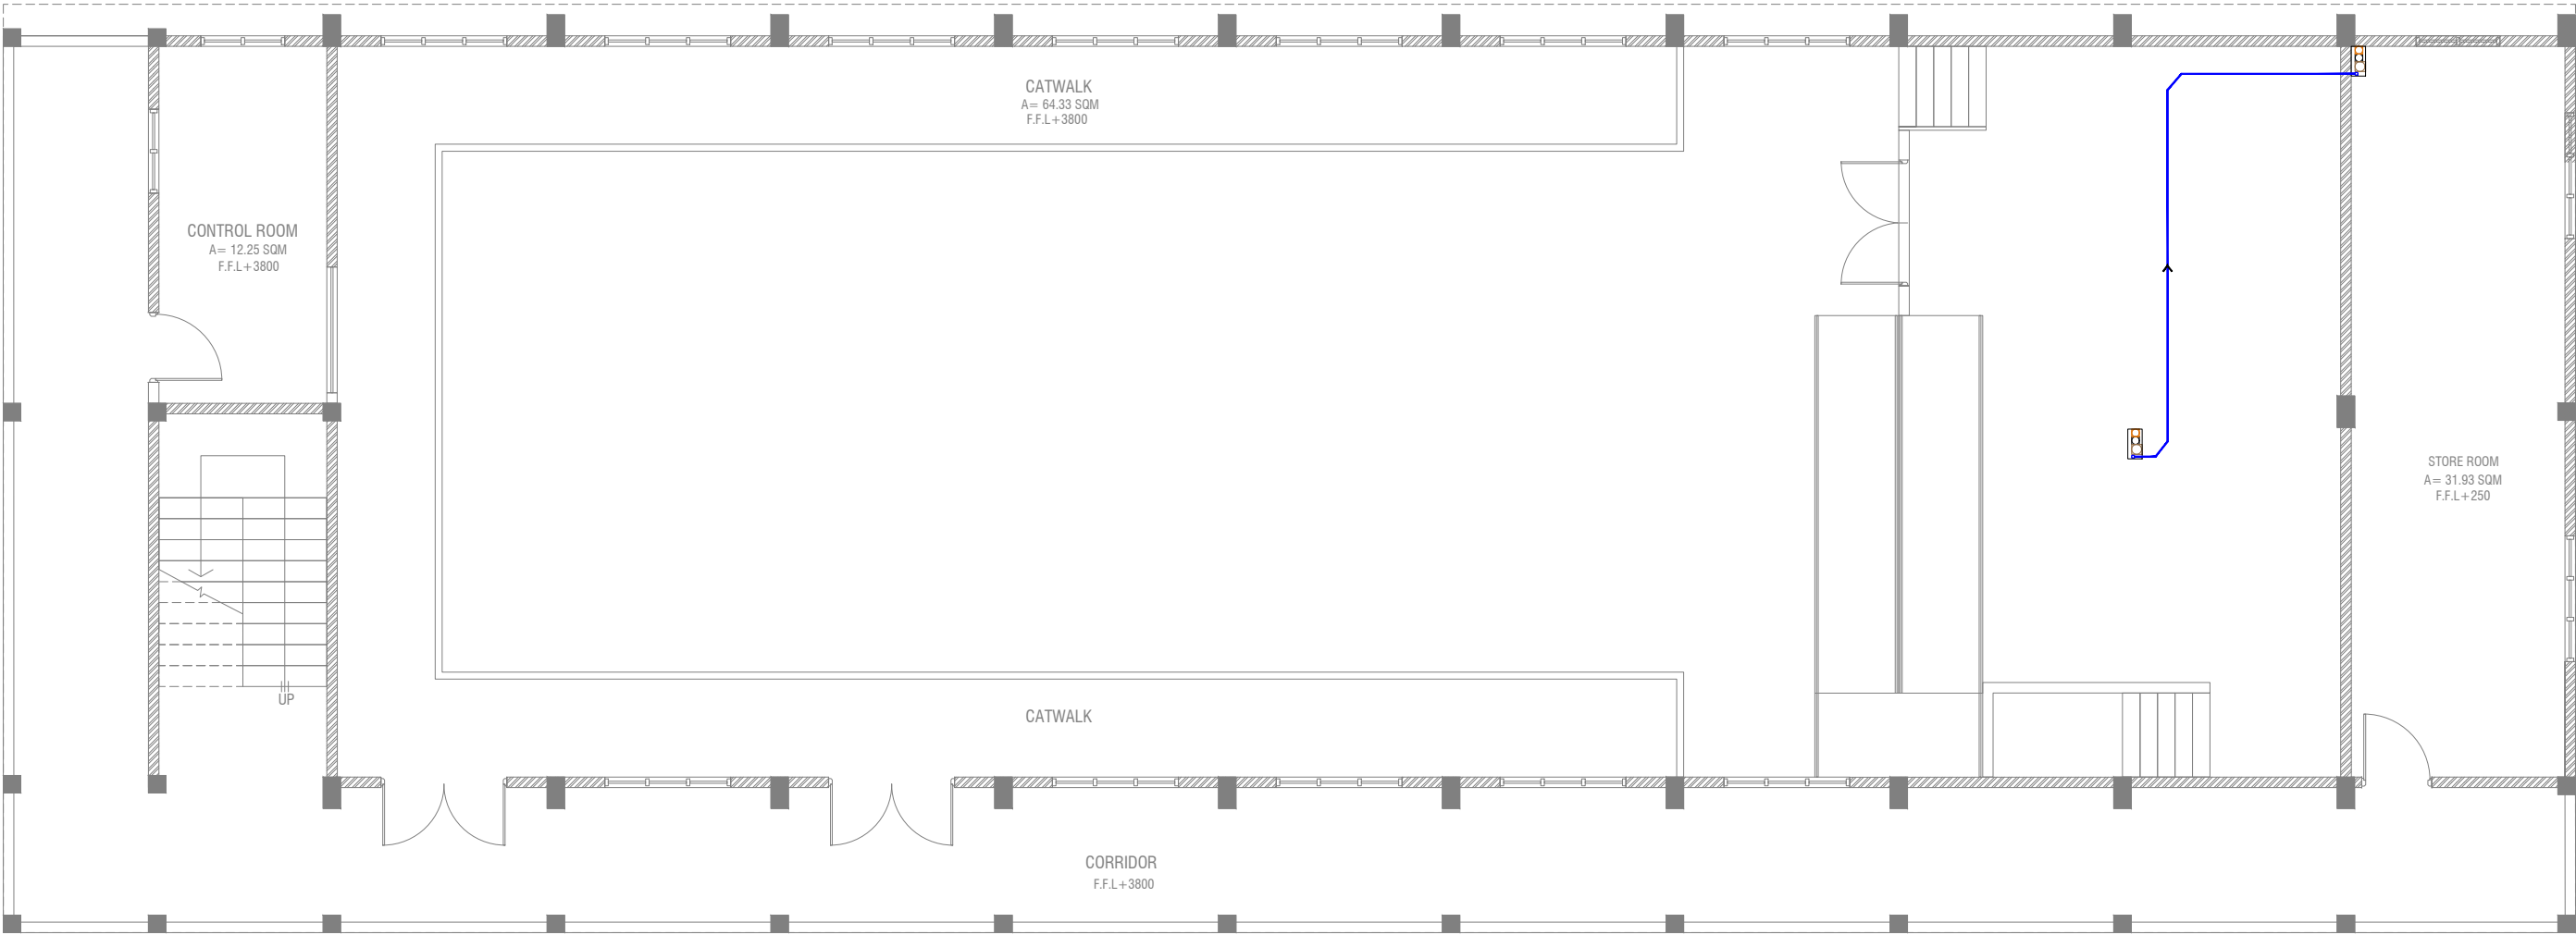 CATWALK
A= 64.33 SQM
F.F.L+3800
CONTROL ROOM
A= 12.25 SQM
F.F.L+3800
STORE ROOM
A= 31.93 SQM
F.F.L+250
UP
CATWALK
CORRIDOR
F.F.L+3800